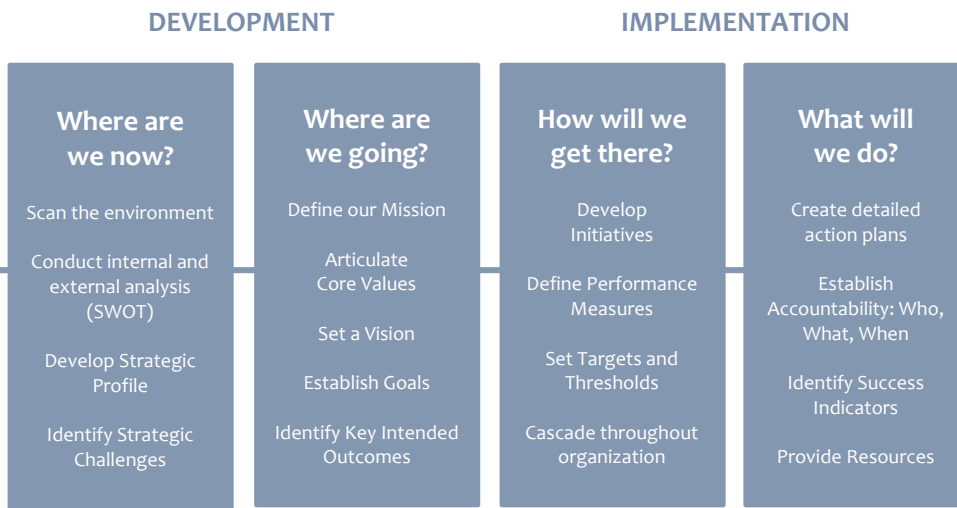 DEVELOPMENT
IMPLEMENTATION
Where are
we now?
Scan the environment
Conduct internal and
external analysis
(SWOT)
Develop Strategic
Profile
Identify Strategic
Challenges
Where are
we going?
Define our Mission
Articulate
Core Values
Set a Vision
Establish Goals
Identify Key Intended
Outcomes
How will we
get there?
Develop
Initiatives
Define Performance
Measures
Set Targets and
Thresholds
Cascade throughout
organization
What will
we do?
Create detailed
action plans
Establish
Accountability: Who,
What, When
Identify Success
Indicators
Provide Resources